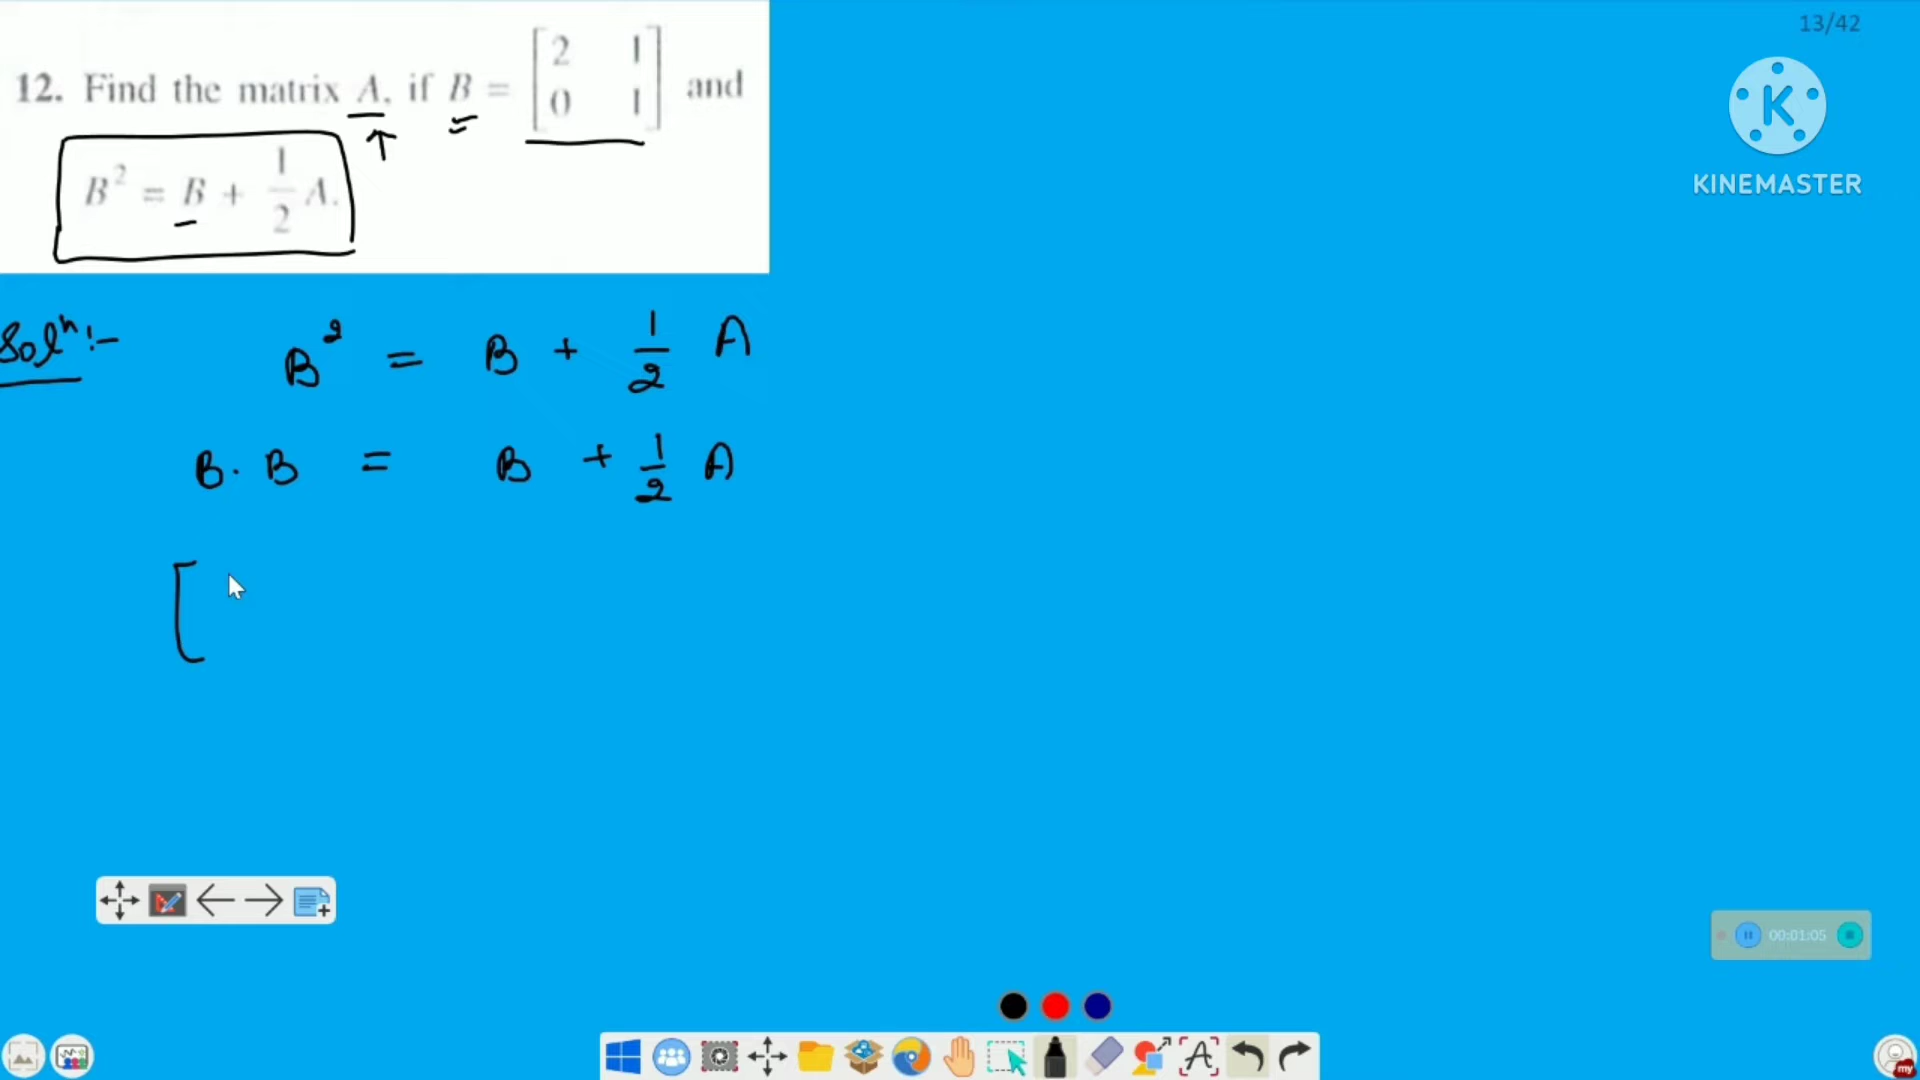 13/42
KINEMASTER
12. Find the matrix A, if B = [2 1
0 1] and
B² = B + 1/2 A.
Solⁿ:-
B² = B + 1/2 A
B . B = B + 1/2 A
[
00:01:05
my